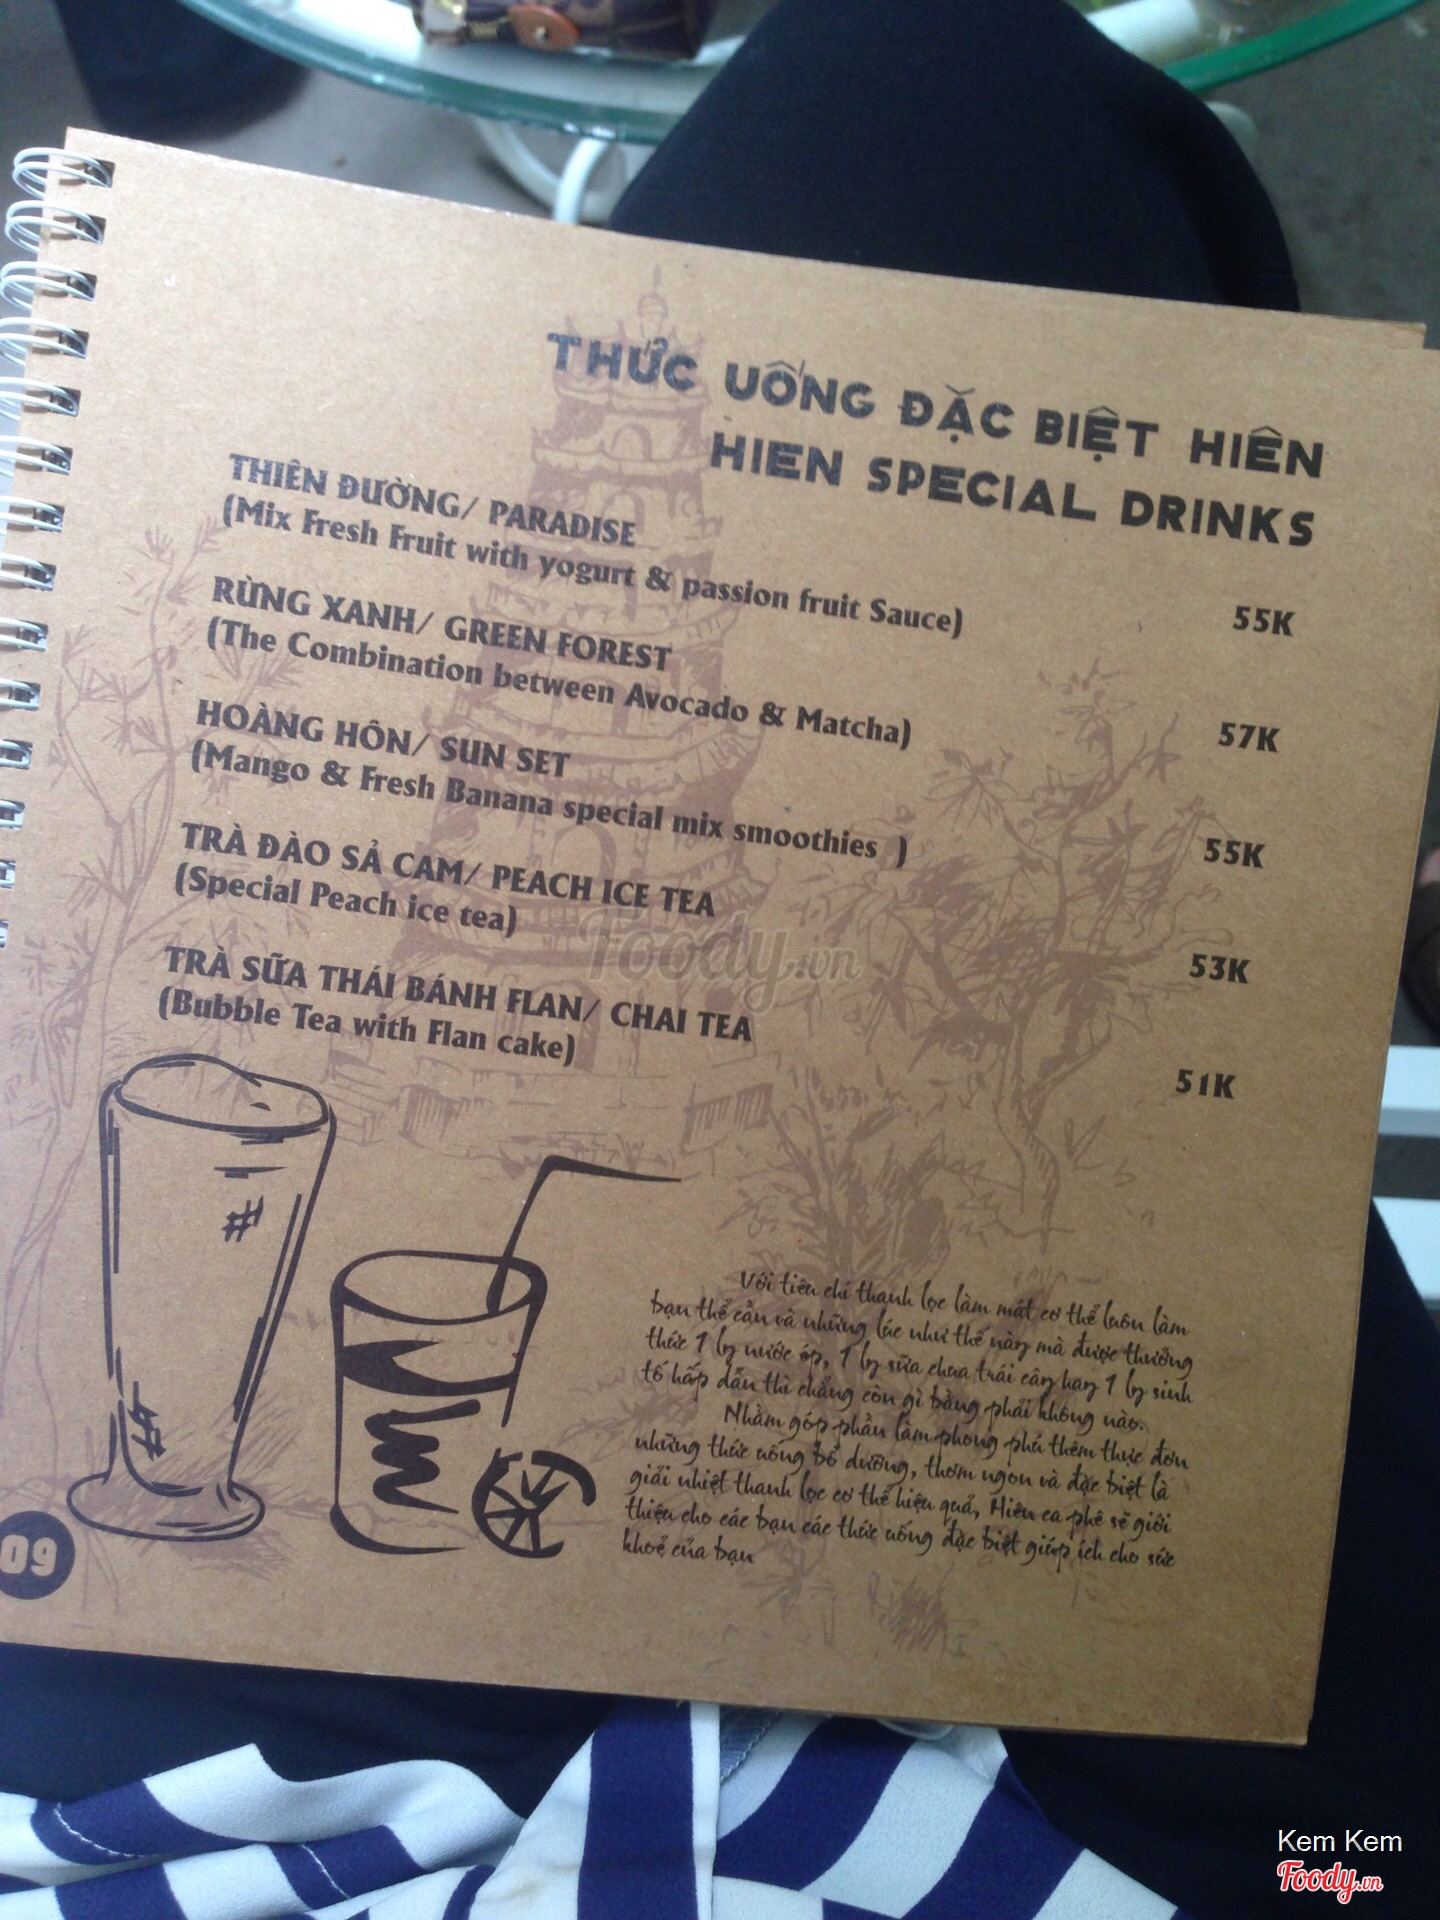 THỨC UỐNG ĐẶC BIỆT HIÊN
HIEN SPECIAL DRINKS
THIÊN ĐƯỜNG/ PARADISE
(Mix Fresh Fruit with yogurt & passion fruit Sauce) 55K
RỪNG XANH/ GREEN FOREST
(The Combination between Avocado & Matcha) 57K
HOÀNG HÔN/ SUN SET
(Mango & Fresh Banana special mix smoothies ) 55K
TRÀ ĐÀO SẢ CAM/ PEACH ICE TEA
(Special Peach ice tea) 53K
TRÀ SỮA THÁI BÁNH FLAN/ CHAI TEA
(Bubble Tea with Flan cake) 51K
Foody.vn
Với tiêu chí thanh lọc làm mát cơ thể luôn làm
bạn thể cần và những lúc như thế này mà được thưởng
thức 1 ly nước ép, 1 ly sữa chua trái cây hay 1 ly sinh
tố hấp dẫn thì chẳng còn gì bằng phải không nào.
Nhằm góp phần làm phong phú thêm thực đơn
những thức uống bổ dưỡng, thơm ngon và đặc biệt là
giải nhiệt thanh lọc cơ thể hiệu quả, Hiên ca phê sẽ giới
thiệu cho các bạn các thức uống đặc biệt giúp ích cho sức
khoẻ của bạn
09
Kem Kem
Foody.vn